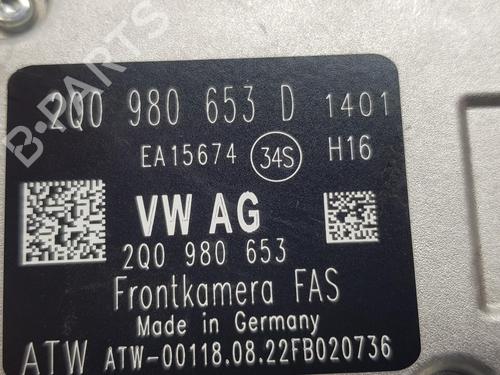 B-PARTS
2Q0 980 653 D 1401
EA15674 34S H16
VW AG
2Q0 980 653
Frontkamera FAS
Made in Germany
ATW ATW-00118.08.22FB020736